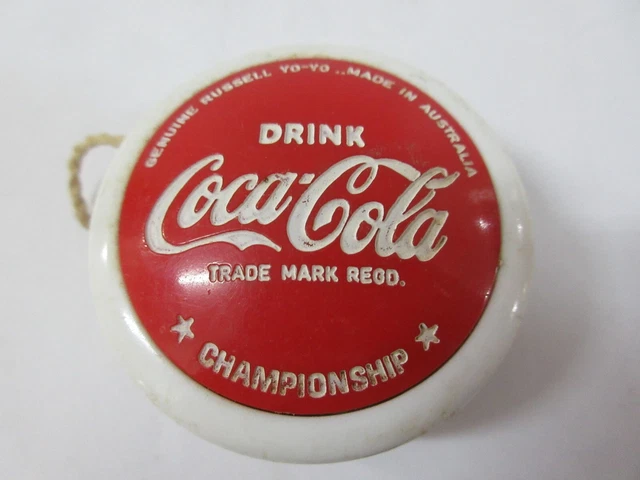 GENUINE RUSSELL YO-YO ..MADE IN AUSTRALIA
DRINK
Coca-Cola
TRADE MARK REGD.
CHAMPIONSHIP